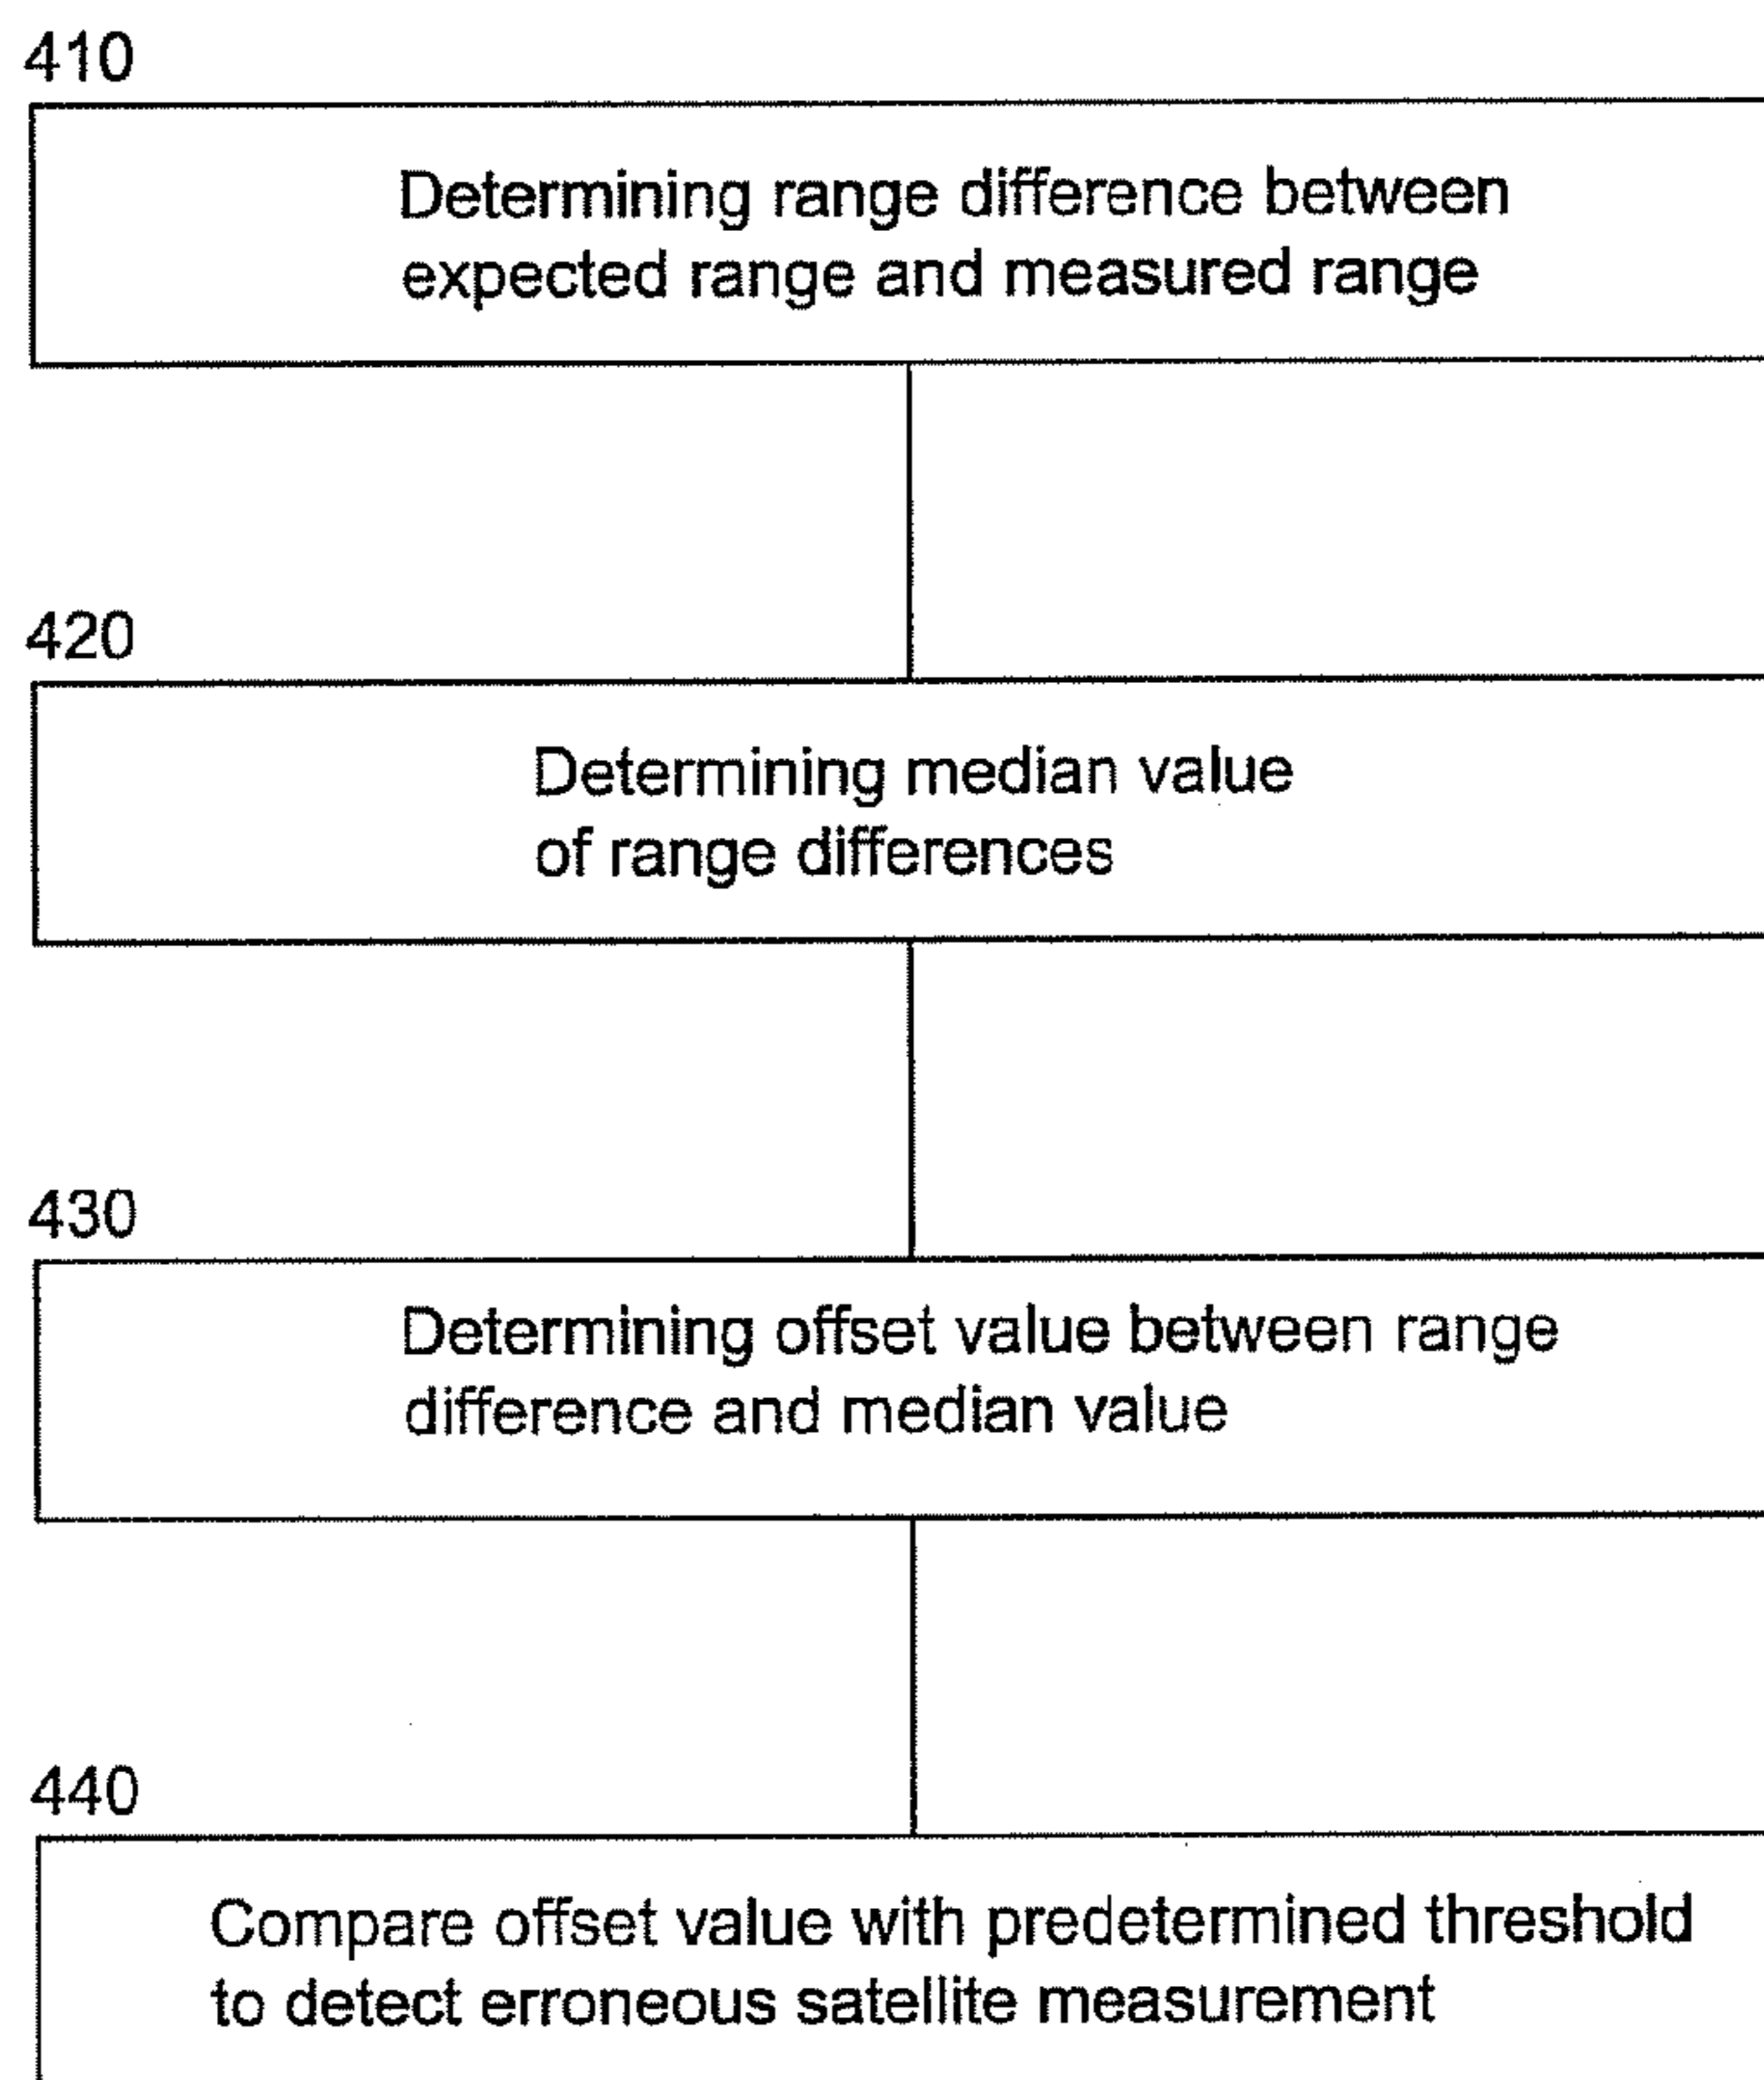 410
Determining range difference between
expected range and measured range
420
Determining median value
of range differences
430
Determining offset value between range
difference and median value
440
Compare offset value with predetermined threshold
to detect erroneous satellite measurement